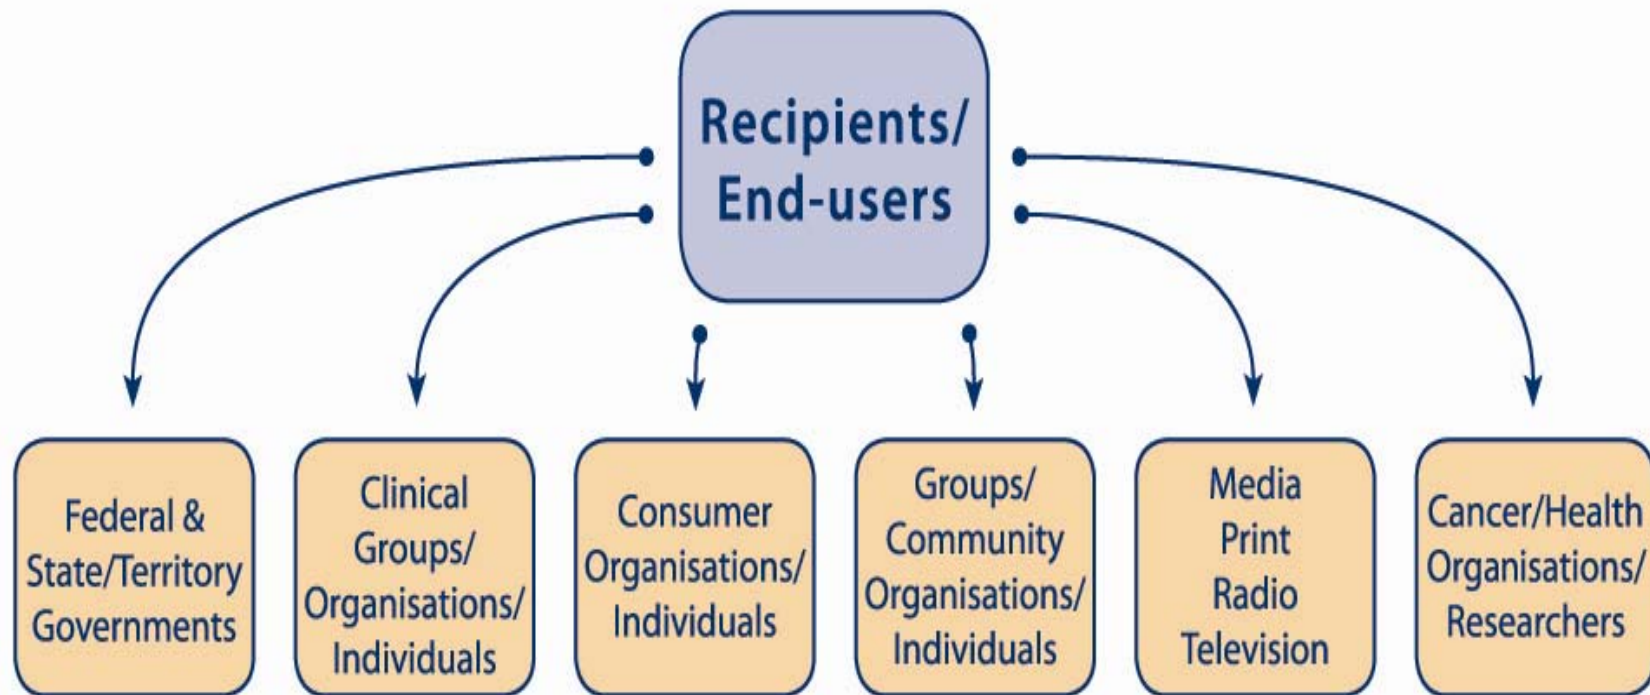 Recipients/
End-users
Federal &
State/Territory
Governments
Clinical
Groups/
Organisations/
Individuals
Consumer
Organisations/
Individuals
Groups/
Community
Organisations/
Individuals
Media
Print
Radio
Television
Cancer/Health
Organisations/
Researchers